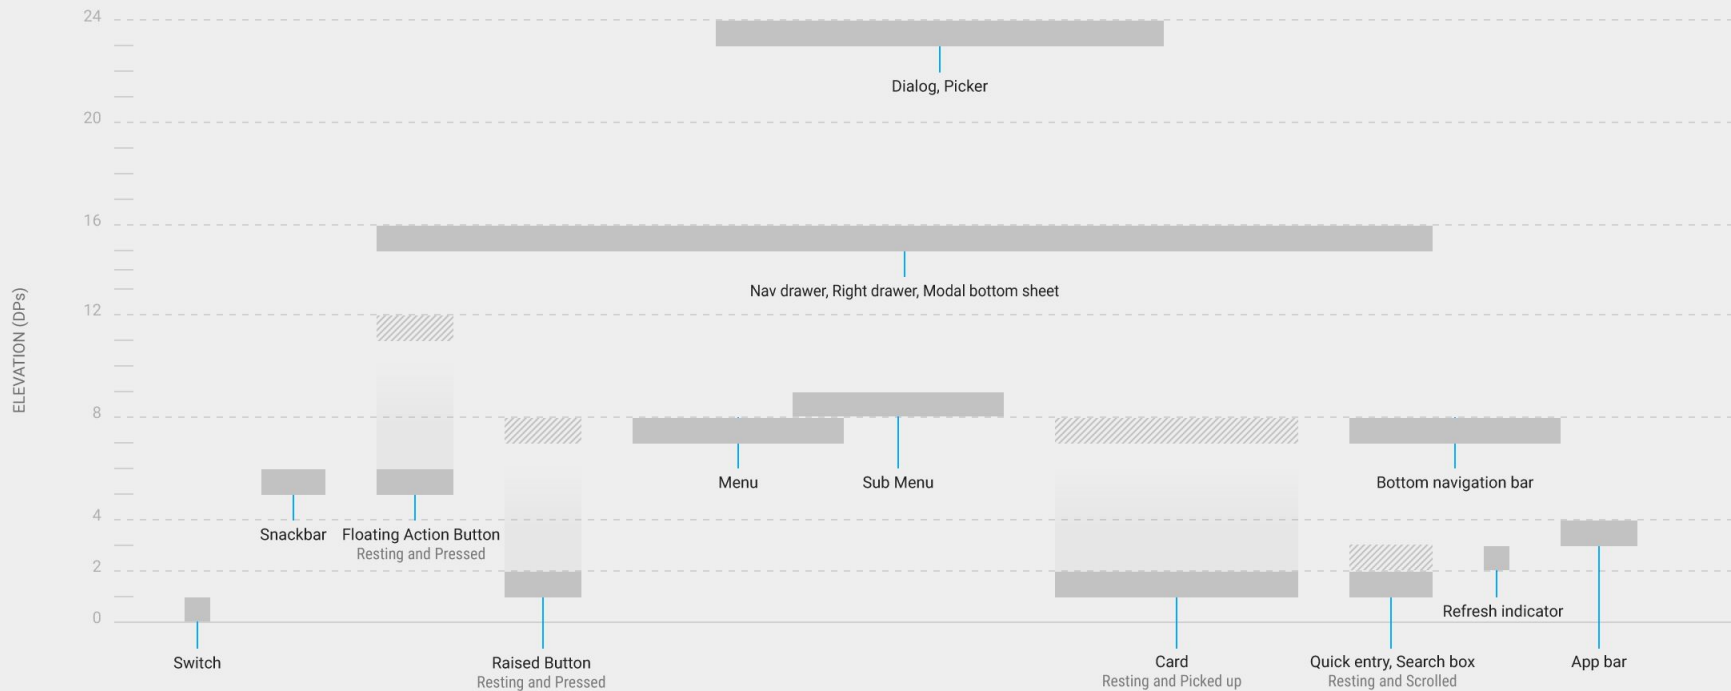 24
Dialog, Picker
20
16
Nav drawer, Right drawer, Modal bottom sheet
12
ELEVATION (DPs)
8
Menu
Sub Menu
Bottom navigation bar
4
Snackbar
Floating Action Button
Resting and Pressed
2
Refresh indicator
0
Switch
Raised Button
Resting and Pressed
Card
Resting and Picked up
Quick entry, Search box
Resting and Scrolled
App bar